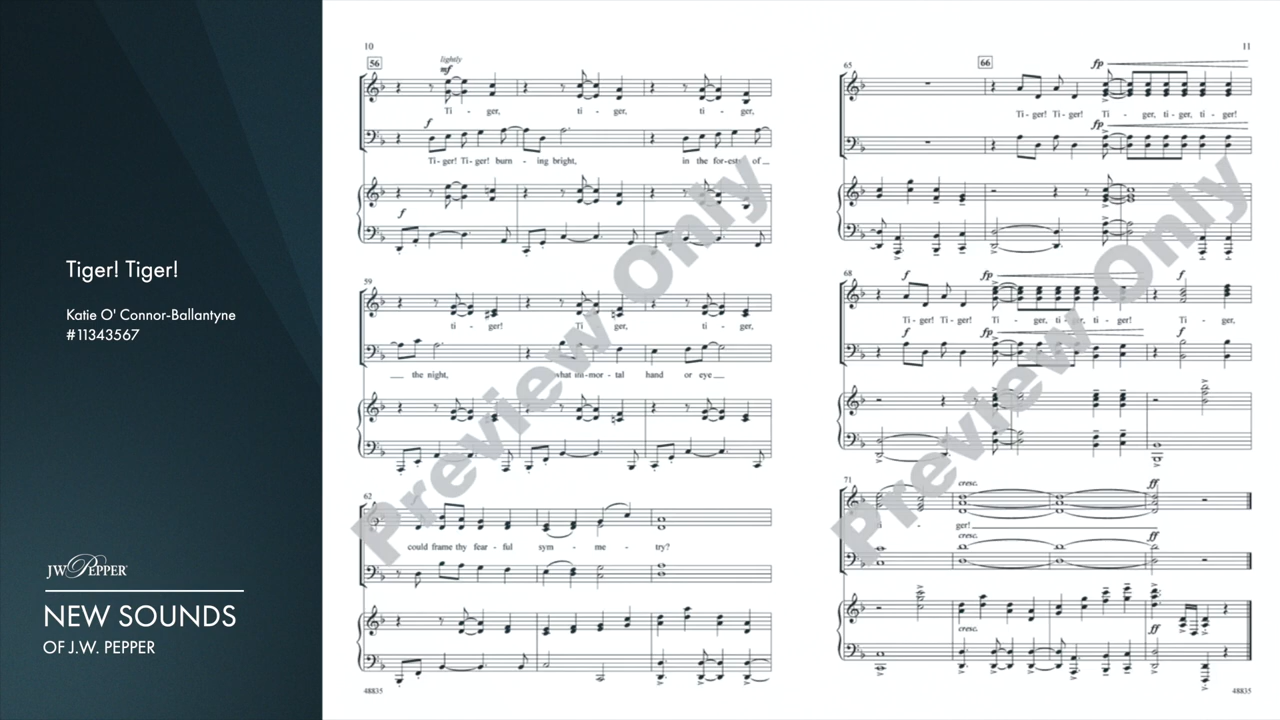 Tiger! Tiger!
Katie O' Connor-Ballantyne
#11343567
JW PEPPER
NEW SOUNDS
OF J.W. PEPPER
10
56
lightly
mf
Ti - ger, ti - ger, ti - ger,
f
Ti - ger! Ti - ger! burn - ing bright, in the for-ests of
f
59
ti - ger! Ti - ger, ti - ger,
the night, what im - mor - tal hand or eye
62
could frame thy fear - ful sym - me - try?
48835
11
65
66
fp
Ti - ger! Ti - ger! Ti - ger, ti - ger, ti - ger!
fp
68
f fp f
Ti - ger! Ti - ger! Ti - ger, ti - ger, ti - ger! Ti - ger,
f fp f
71
cresc. ff
ti - ger!
ff
cresc. ff
48835
Preview Only
Preview Only